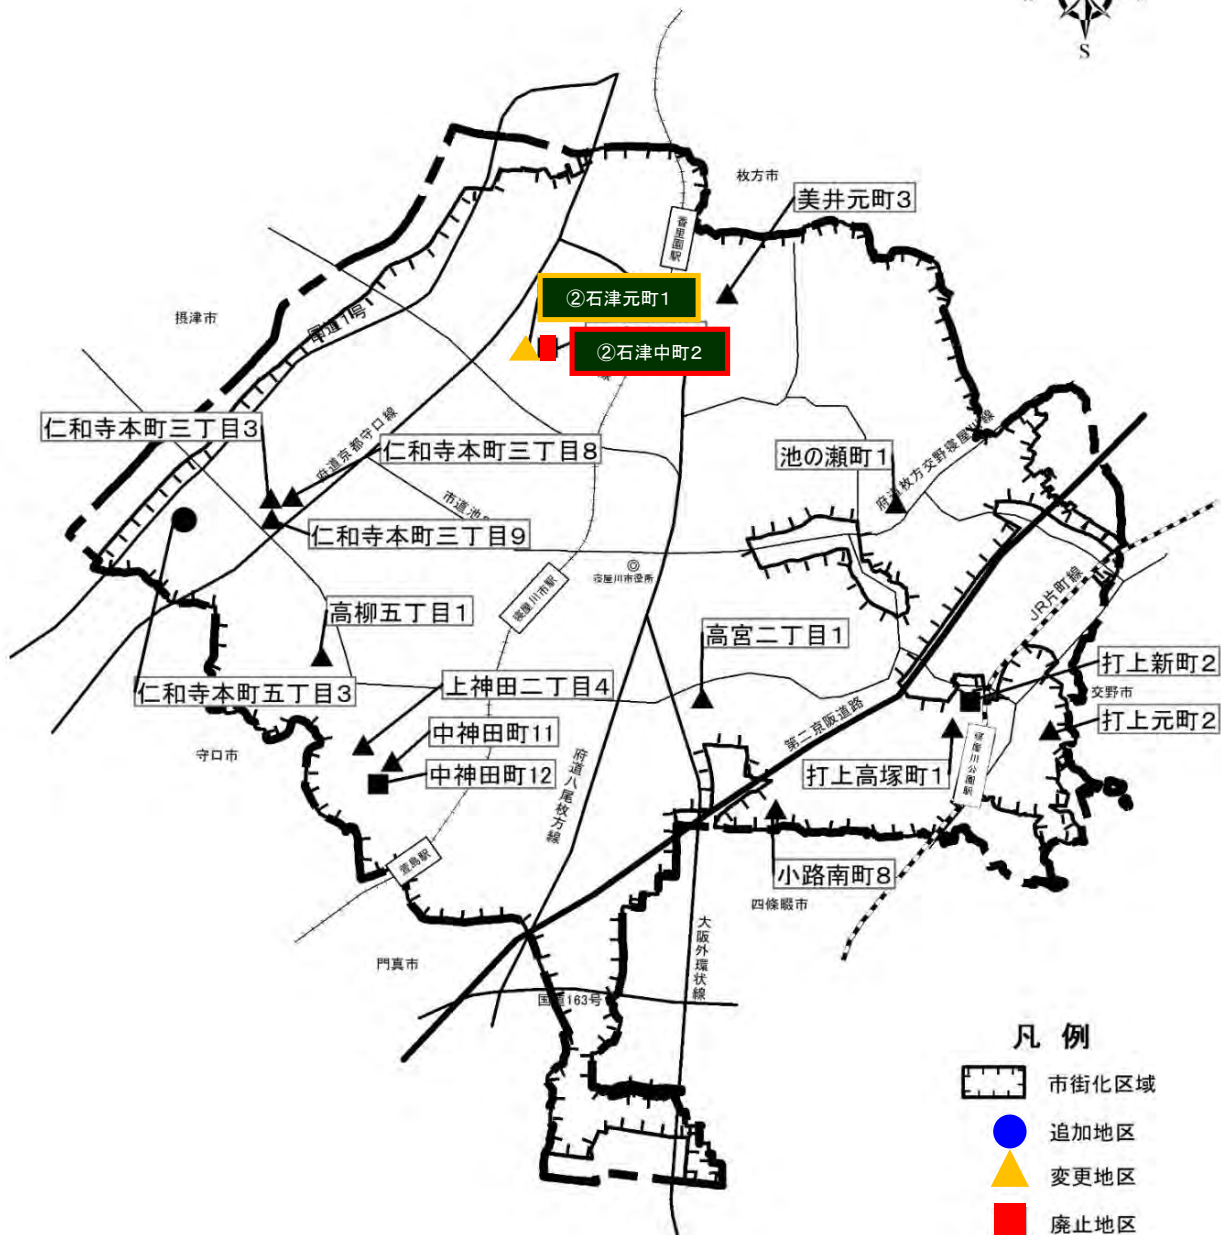 S
枚方市
美井元町3
香里園駅
②石津元町1
摂津市
国道1号
②石津中町2
仁和寺本町三丁目3
府道京都守口線
仁和寺本町三丁目8
池の瀬町1
府道枚方交野寝屋川線
市道池
仁和寺本町三丁目9
寝屋川市役所
寝屋川市駅
JR片町線
高柳五丁目1
高宮二丁目1
打上新町2
仁和寺本町五丁目3
上神田二丁目4
交野市
打上元町2
第二京阪道路
中神田町11
守口市
府道八尾枚方線
寝屋川公園駅
打上高塚町1
中神田町12
萱島駅
小路南町8
四條畷市
大阪外環状線
門真市
国道163号
凡 例
市街化区域
追加地区
変更地区
廃止地区